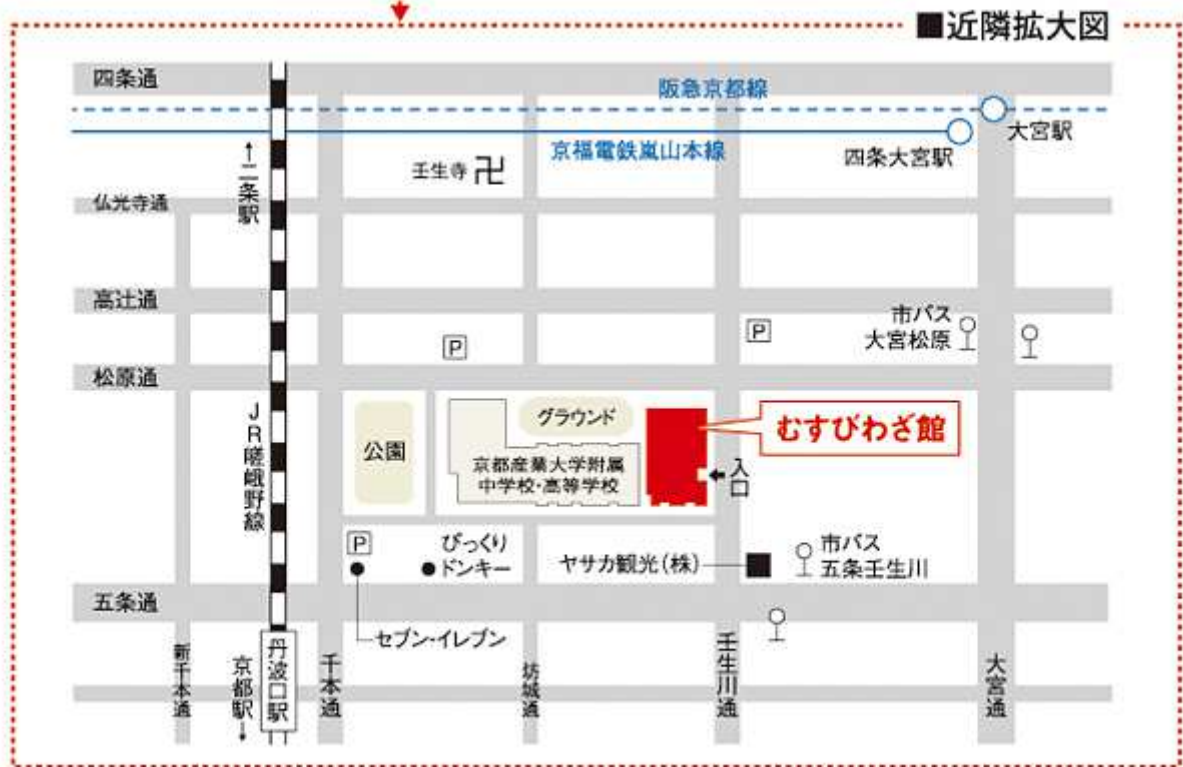 ■近隣拡大図
四条通
阪急京都線
大宮駅
京福電鉄嵐山本線
四条大宮駅
↑二条駅
壬生寺 卍
仏光寺通
高辻通
市バス
大宮松原
P
P
松原通
JR嵯峨野線
公園
グラウンド
京都産業大学附属
中学校・高等学校
むすびわざ館
入口
P
びっくり
ドンキー
ヤサカ観光(株)
市バス
五条壬生川
五条通
セブン-イレブン
新千本通
京都駅↓
丹波口駅
千本通
坊城通
壬生川通
大宮通